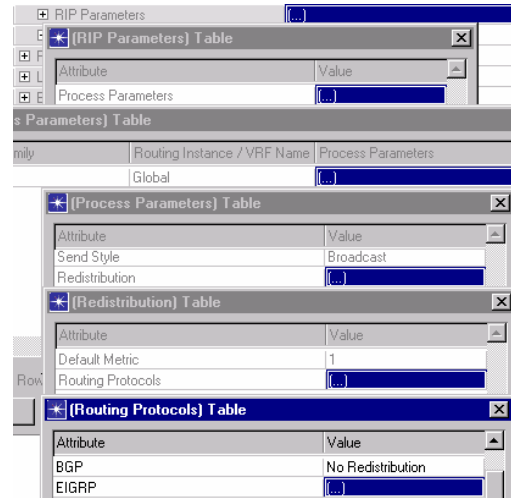 RIP Parameters (...)
(RIP Parameters) Table
Attribute Value
Process Parameters (...)
s Parameters) Table
mily Routing Instance / VRF Name Process Parameters
Global (...)
(Process Parameters) Table
Attribute Value
Send Style Broadcast
Redistribution (...)
(Redistribution) Table
Attribute Value
Default Metric 1
Routing Protocols (...)
Row
(Routing Protocols) Table
Attribute Value
BGP No Redistribution
EIGRP (...)